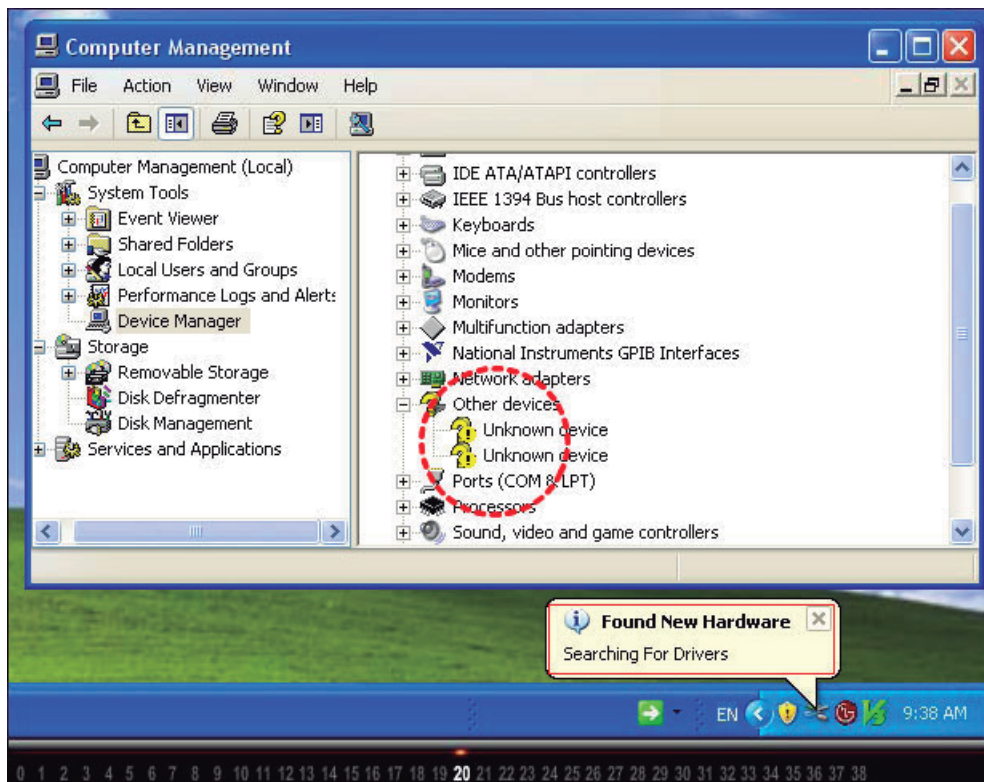 Computer Management
File Action View Window Help
Computer Management (Local)
System Tools
Event Viewer
Shared Folders
Local Users and Groups
Performance Logs and Alerts
Device Manager
Storage
Removable Storage
Disk Defragmenter
Disk Management
Services and Applications
IDE ATA/ATAPI controllers
IEEE 1394 Bus host controllers
Keyboards
Mice and other pointing devices
Modems
Monitors
Multifunction adapters
National Instruments GPIB Interfaces
Network adapters
Other devices
Unknown device
Unknown device
Ports (COM & LPT)
Processors
Sound, video and game controllers
Found New Hardware
Searching For Drivers
EN 9:38 AM
0 1 2 3 4 5 6 7 8 9 10 11 12 13 14 15 16 17 18 19 20 21 22 23 24 25 26 27 28 29 30 31 32 33 34 35 36 37 38